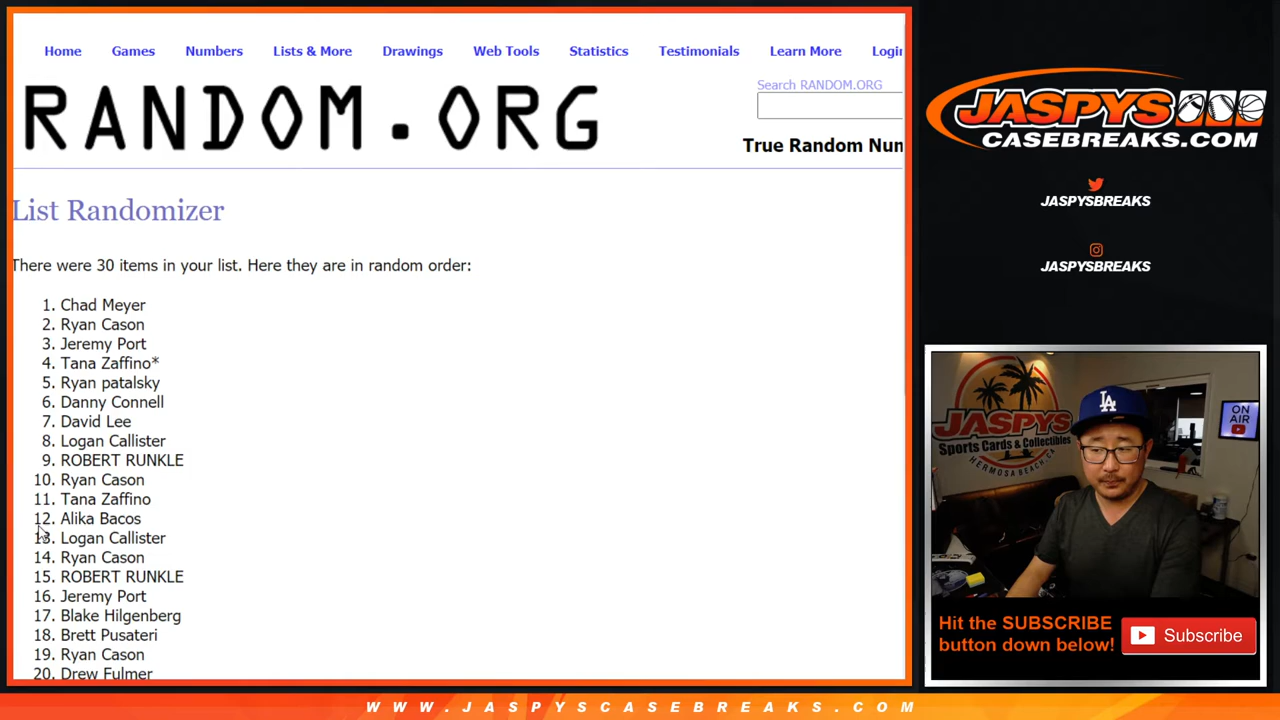 Home Games Numbers Lists & More Drawings Web Tools Statistics Testimonials Learn More Login
Search RANDOM.ORG
RANDOM.ORG
True Random Num
List Randomizer
There were 30 items in your list. Here they are in random order:
1. Chad Meyer
2. Ryan Cason
3. Jeremy Port
4. Tana Zaffino*
5. Ryan patalsky
6. Danny Connell
7. David Lee
8. Logan Callister
9. ROBERT RUNKLE
10. Ryan Cason
11. Tana Zaffino
12. Alika Bacos
13. Logan Callister
14. Ryan Cason
15. ROBERT RUNKLE
16. Jeremy Port
17. Blake Hilgenberg
18. Brett Pusateri
19. Ryan Cason
20. Drew Fulmer
JASPYS
CASEBREAKS.COM
JASPYSBREAKS
JASPYSBREAKS
JASPYS
Sports Cards & Collectibles
HERMOSA BEACH, CA
LA
ON
AIR
Hit the SUBSCRIBE
button down below!
Subscribe
WWW.JASPYSCASEBREAKS.COM